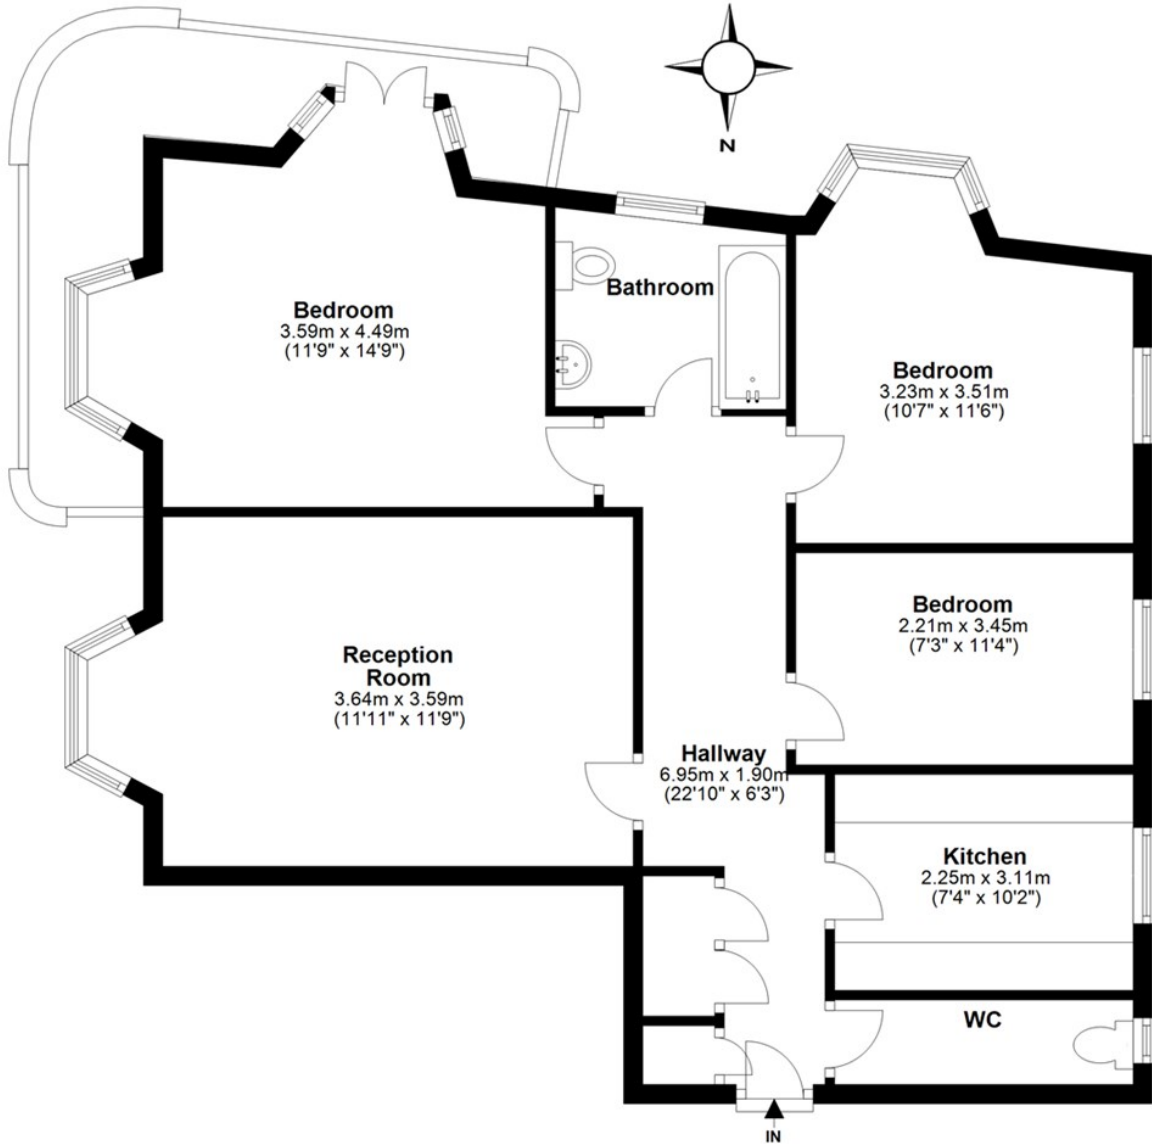 N
Bedroom
3.59m x 4.49m
(11'9" x 14'9")
Bathroom
Bedroom
3.23m x 3.51m
(10'7" x 11'6")
Bedroom
2.21m x 3.45m
(7'3" x 11'4")
Reception
Room
3.64m x 3.59m
(11'11" x 11'9")
Hallway
6.95m x 1.90m
(22'10" x 6'3")
Kitchen
2.25m x 3.11m
(7'4" x 10'2")
WC
IN